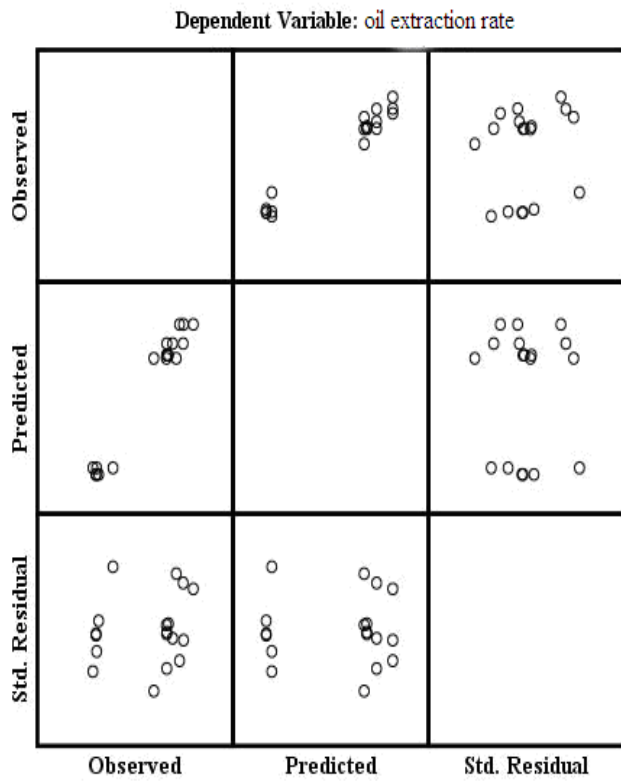 Dependent Variable: oil extraction rate
Observed
Predicted
Std. Residual
Observed
Predicted
Std. Residual